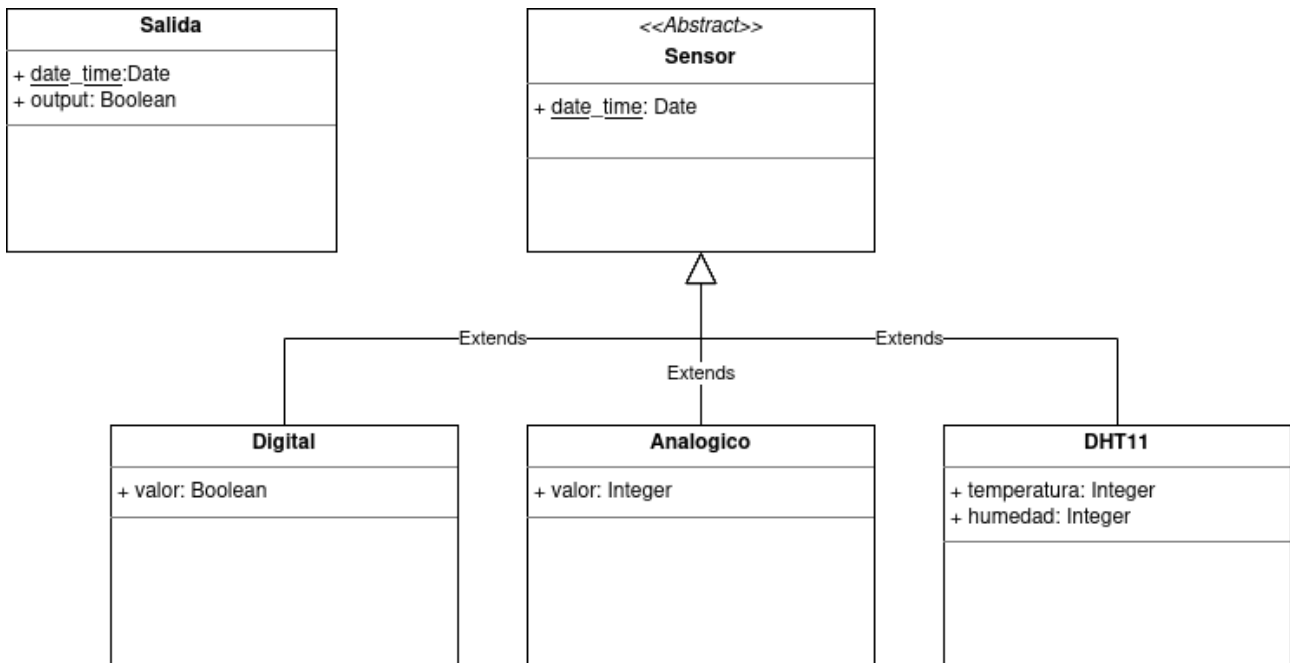 Salida
+ date_time:Date
+ output: Boolean
<<Abstract>>
Sensor
+ date_time: Date
Extends
Extends
Extends
Digital
+ valor: Boolean
Analogico
+ valor: Integer
DHT11
+ temperatura: Integer
+ humedad: Integer